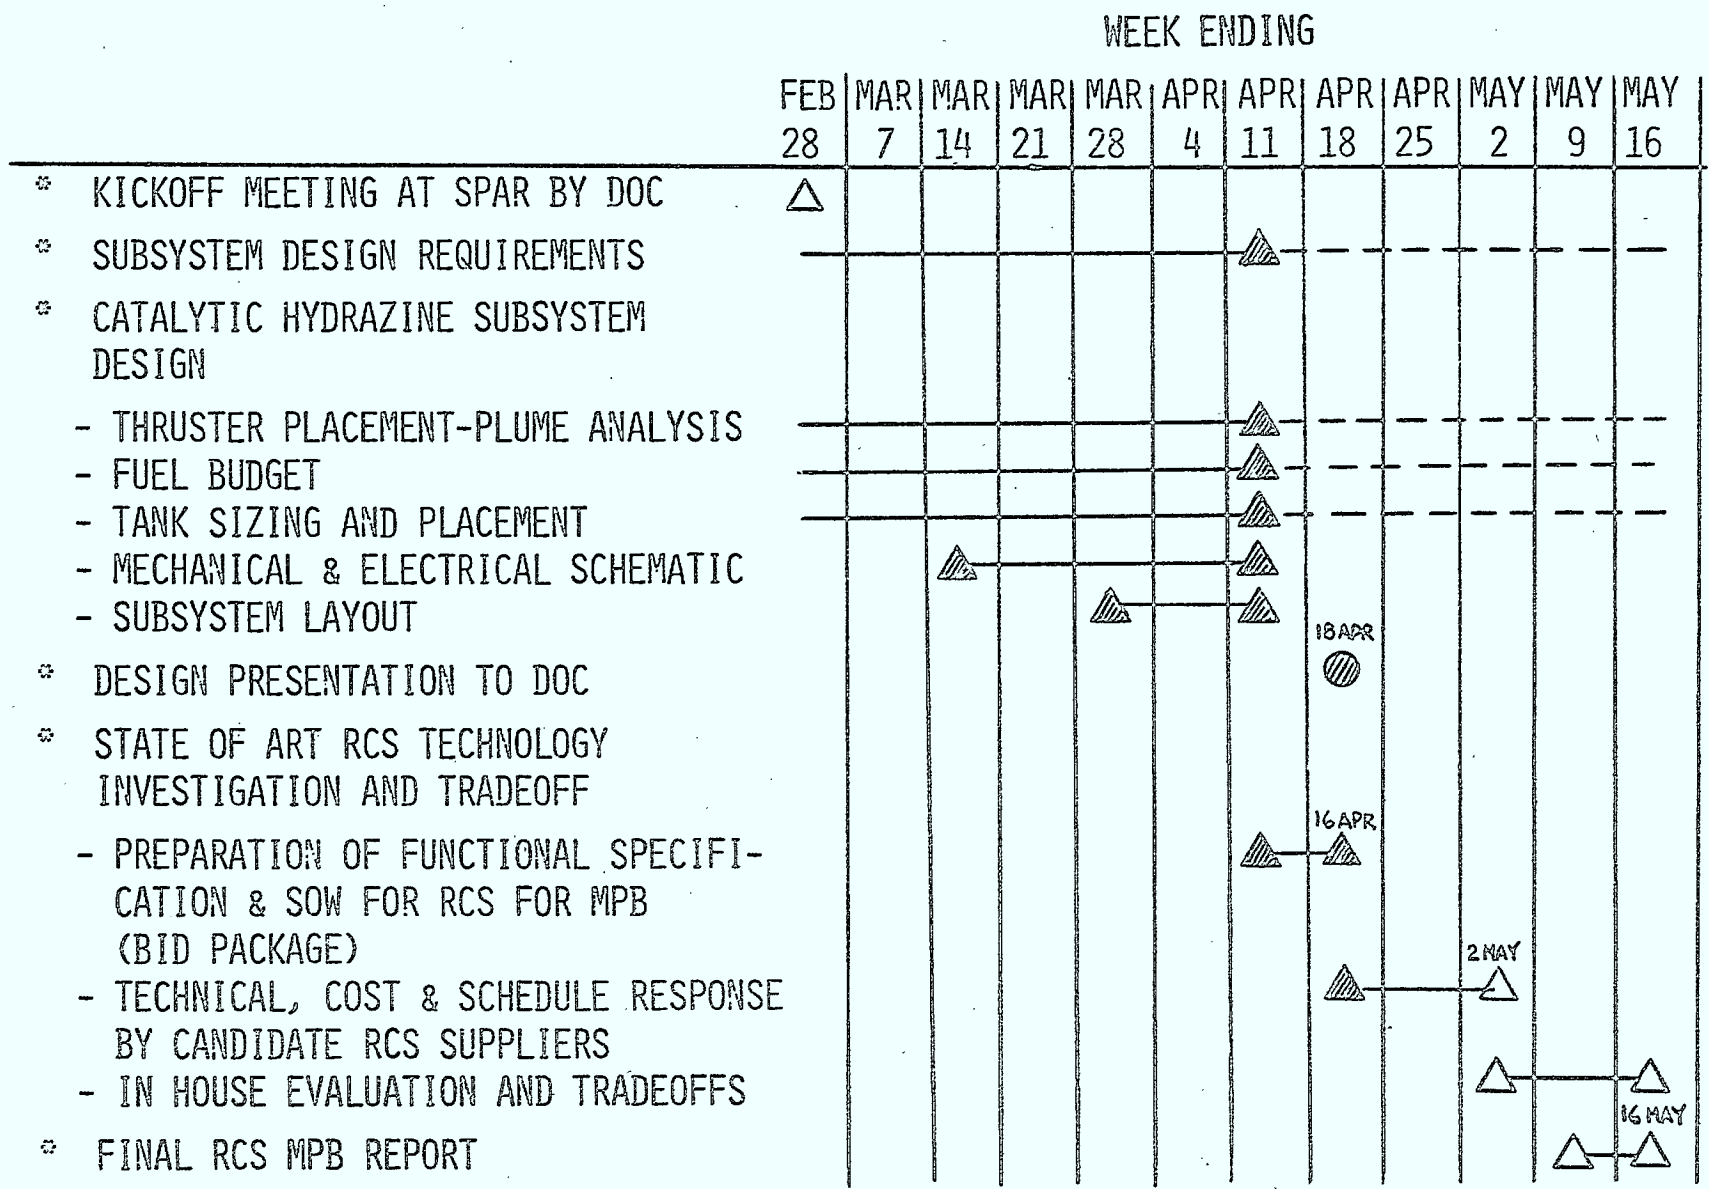 WEEK ENDING
FEB MAR MAR MAR MAR APR APR APR APR MAY MAY MAY
28 7 14 21 28 4 11 18 25 2 9 16
* KICKOFF MEETING AT SPAR BY DOC
* SUBSYSTEM DESIGN REQUIREMENTS
* CATALYTIC HYDRAZINE SUBSYSTEM
DESIGN
- THRUSTER PLACEMENT-PLUME ANALYSIS
- FUEL BUDGET
- TANK SIZING AND PLACEMENT
- MECHANICAL & ELECTRICAL SCHEMATIC
- SUBSYSTEM LAYOUT
18 APR
* DESIGN PRESENTATION TO DOC
* STATE OF ART RCS TECHNOLOGY
INVESTIGATION AND TRADEOFF
16 APR
- PREPARATION OF FUNCTIONAL SPECIFI-
CATION & SOW FOR RCS FOR MPB
(BID PACKAGE)
2 MAY
- TECHNICAL, COST & SCHEDULE RESPONSE
BY CANDIDATE RCS SUPPLIERS
- IN HOUSE EVALUATION AND TRADEOFFS
16 MAY
* FINAL RCS MPB REPORT